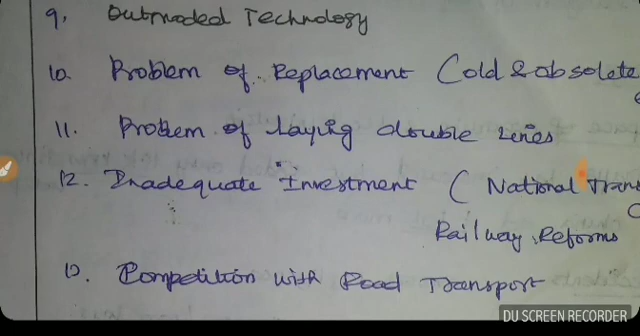 9. Outmoded Technology
10. Problem of Replacement (old & obsolete
11. Problem of laying double lines
12. Inadequate Investment ( National Trans
Railway Reforms
13. Competition with Road Transport
DU SCREEN RECORDER